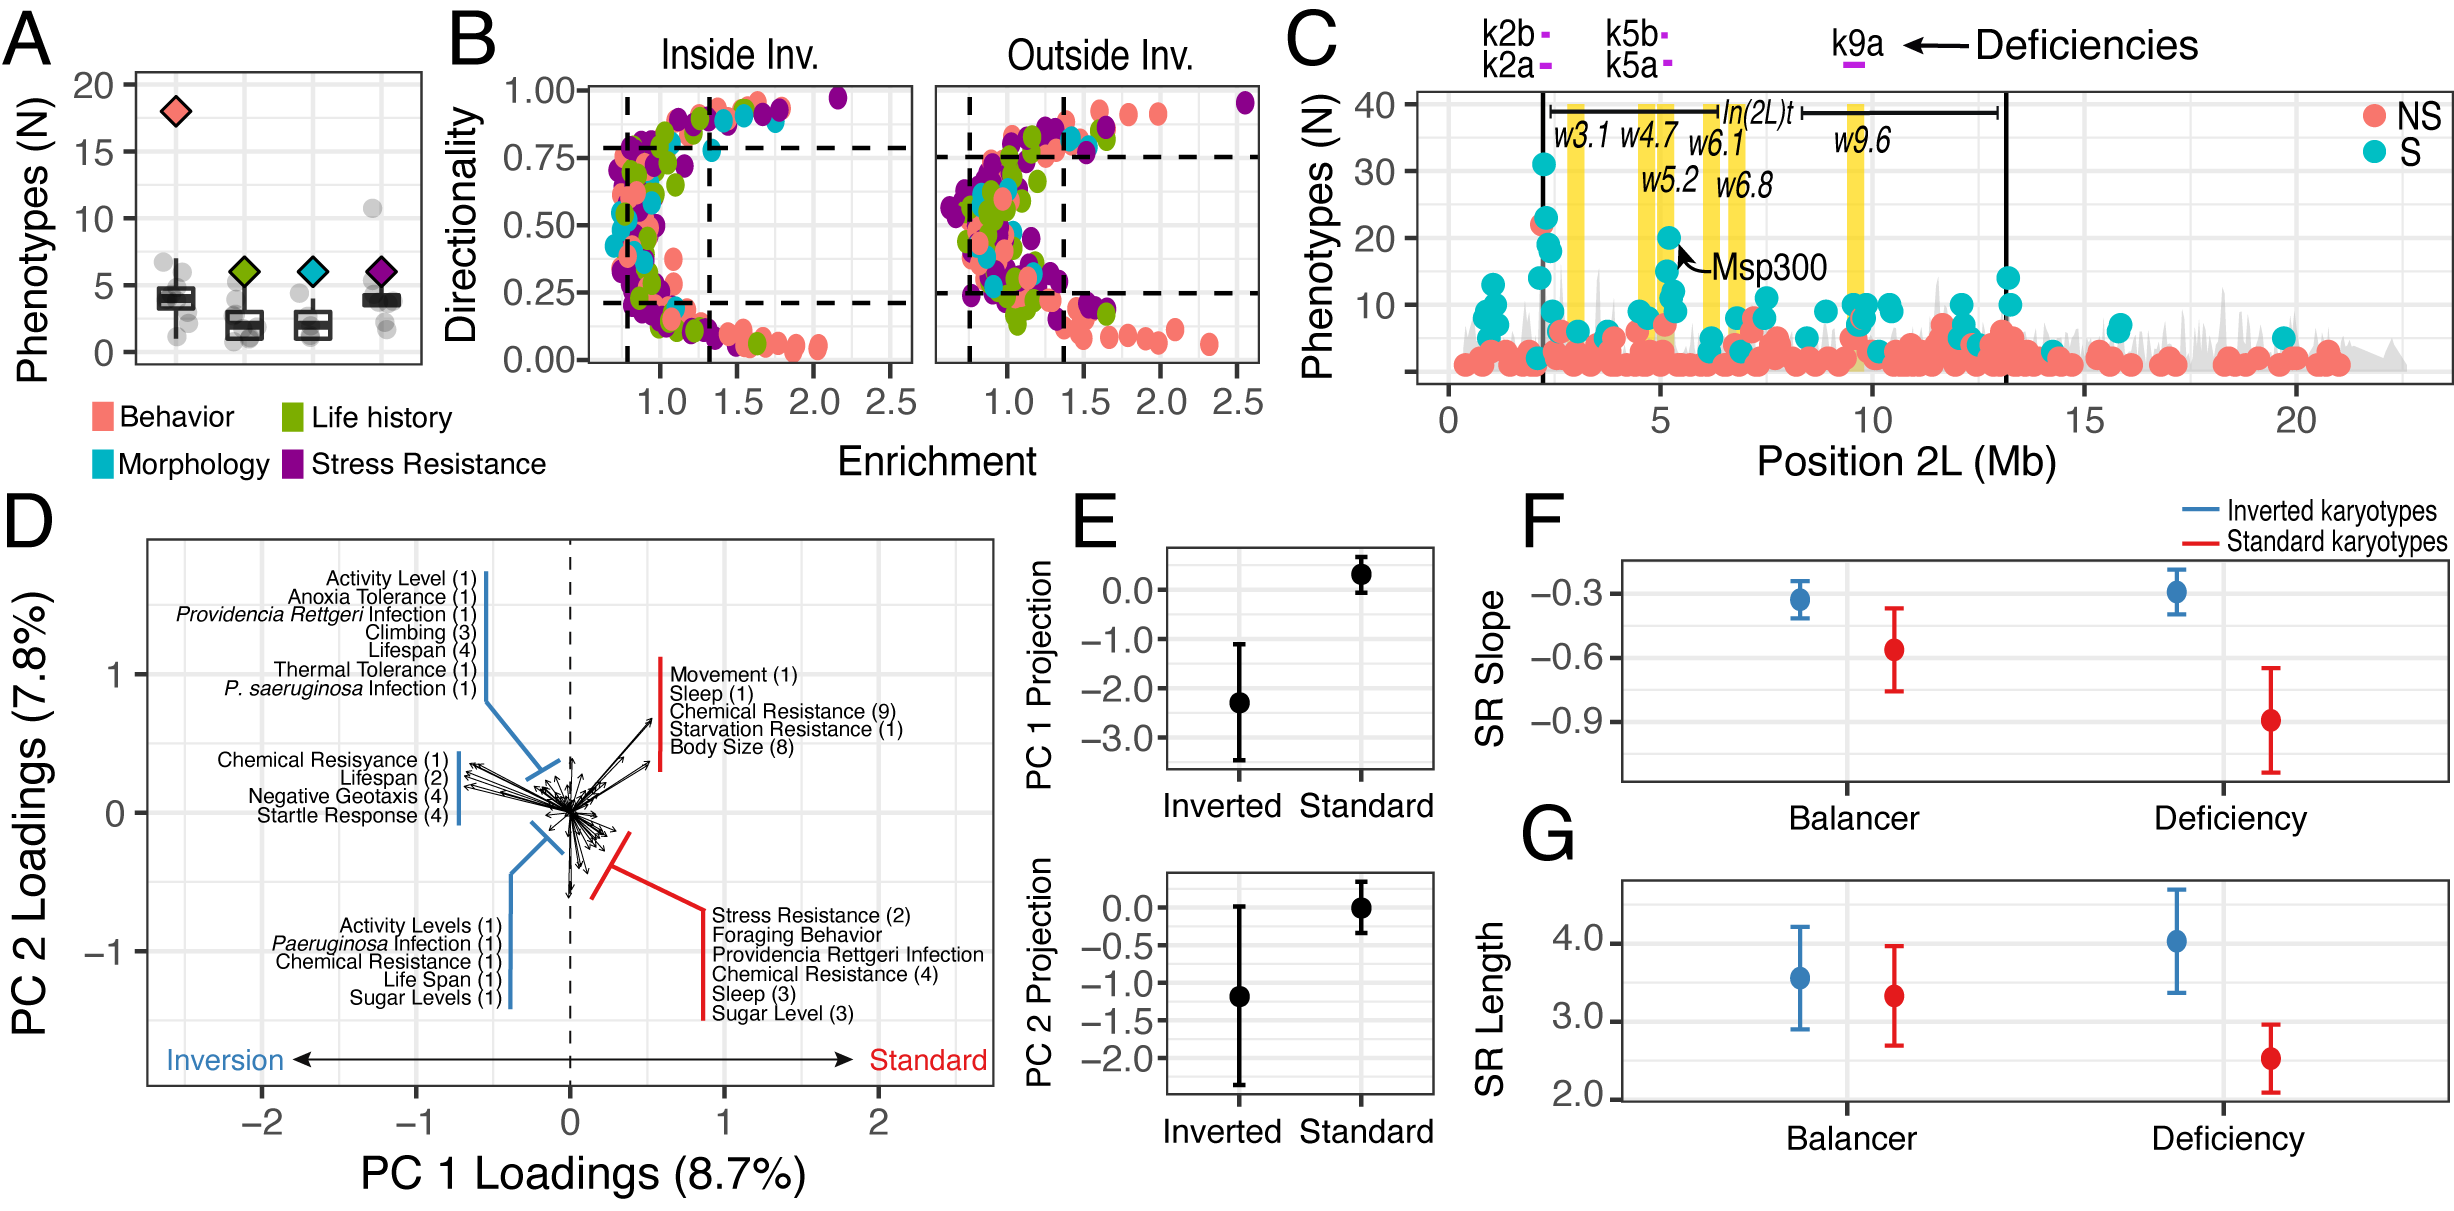 A
Phenotypes (N)
20
15
10
5
0
Behavior
Life history
Morphology
Stress Resistance
B
Inside Inv.
Outside Inv.
Directionality
1.00
0.75
0.50
0.25
0.00
1.0 1.5 2.0 2.5
1.0 1.5 2.0 2.5
Enrichment
C
k2b
k2a
k5b
k5a
k9a
Deficiencies
Phenotypes (N)
40
30
20
10
In(2L)t
w3.1
w4.7
w5.2
w6.1
w6.8
w9.6
Msp300
NS
S
0 5 10 15 20
Position 2L (Mb)
D
PC 2 Loadings (7.8%)
1
0
−1
Activity Level (1)
Anoxia Tolerance (1)
Providencia Rettgeri Infection (1)
Climbing (3)
Lifespan (4)
Thermal Tolerance (1)
P. saeruginosa Infection (1)
Movement (1)
Sleep (1)
Chemical Resistance (9)
Starvation Resistance (1)
Body Size (8)
Chemical Resisyance (1)
Lifespan (2)
Negative Geotaxis (4)
Startle Response (4)
Activity Levels (1)
Paeruginosa Infection (1)
Chemical Resistance (1)
Life Span (1)
Sugar Levels (1)
Stress Resistance (2)
Foraging Behavior
Providencia Rettgeri Infection
Chemical Resistance (4)
Sleep (3)
Sugar Level (3)
Inversion
Standard
−2 −1 0 1 2
PC 1 Loadings (8.7%)
E
PC 1 Projection
0.0
−1.0
−2.0
−3.0
Inverted Standard
PC 2 Projection
0.0
−0.5
−1.0
−1.5
−2.0
Inverted Standard
F
Inverted karyotypes
Standard karyotypes
SR Slope
−0.3
−0.6
−0.9
Balancer Deficiency
G
SR Length
4.0
3.0
2.0
Balancer Deficiency